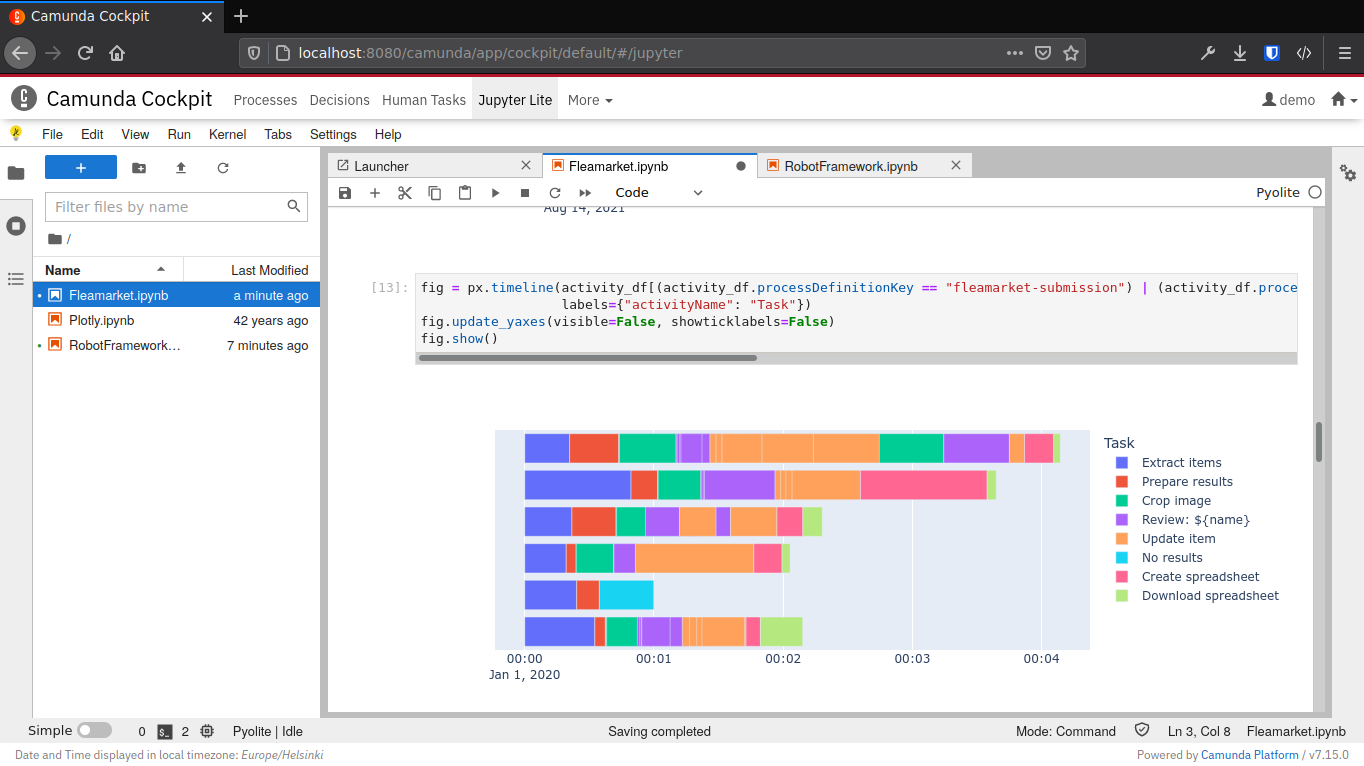 Camunda Cockpit
localhost:8080/camunda/app/cockpit/default/#/jupyter
Camunda Cockpit Processes Decisions Human Tasks Jupyter Lite More demo
File Edit View Run Kernel Tabs Settings Help
Launcher Fleamarket.ipynb RobotFramework.ipynb
Code Pyolite
Filter files by name
/
Name Last Modified
Fleamarket.ipynb a minute ago
Plotly.ipynb 42 years ago
RobotFramework… 7 minutes ago
Aug 14, 2021
[13]:
fig = px.timeline(activity_df[(activity_df.processDefinitionKey == "fleamarket-submission") | (activity_df.proce
labels={"activityName": "Task"})
fig.update_yaxes(visible=False, showticklabels=False)
fig.show()
Task
Extract items
Prepare results
Crop image
Review: ${name}
Update item
No results
Create spreadsheet
Download spreadsheet
00:00 00:01 00:02 00:03 00:04
Jan 1, 2020
Simple 0 $_ 2 Pyolite | Idle Saving completed Mode: Command Ln 3, Col 8 Fleamarket.ipynb
Date and Time displayed in local timezone: Europe/Helsinki Powered by Camunda Platform / v7.15.0